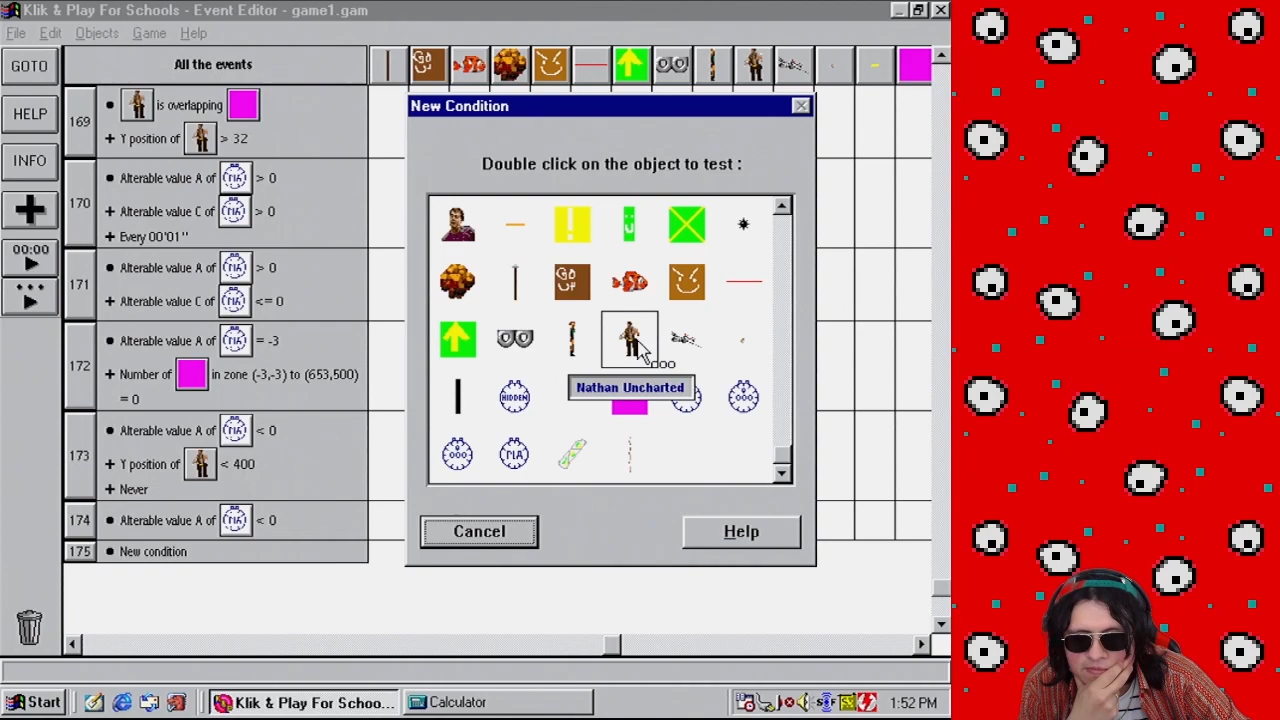 Klik & Play For Schools - Event Editor - game1.gam
File Edit Objects Game Help
GOTO
All the events
HELP
INFO
00:00
169
is overlapping
Y position of > 32
170
Alterable value A of > 0
Alterable value C of > 0
Every 00'01"
171
Alterable value A of > 0
Alterable value C of <= 0
172
Alterable value A of = -3
Number of in zone (-3,-3) to (653,500)
= 0
173
Alterable value A of < 0
Y position of < 400
Never
174
Alterable value A of < 0
175
New condition
New Condition
Double click on the object to test :
Nathan Uncharted
HIDDEN
000
000
MA
Cancel
Help
Start
Klik & Play For Schoo...
Calculator
1:52 PM